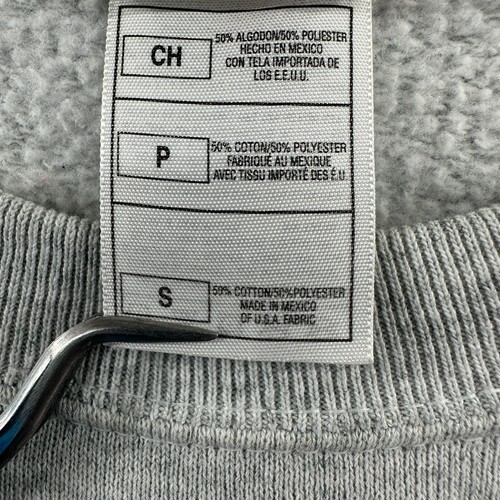 CH
50% ALGODON/50% POLIESTER
HECHO EN MEXICO
CON TELA IMPORTADA DE
LOS E.E.U.U.
P
50% COTON/50% POLYESTER
FABRIQUÉ AU MEXIQUE
AVEC TISSU IMPORTÉ DES É.U.
S
50% COTTON/50%POLYESTER
MADE IN MEXICO
OF U.S.A. FABRIC